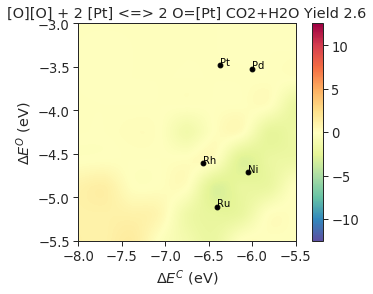 [O][O] + 2 [Pt] <=> 2 O=[Pt] CO2+H2O Yield 2.6
−3.0
−3.5
−4.0
−4.5
−5.0
−5.5
ΔE^O (eV)
Pt
Pd
Rh
Ni
Ru
−8.0 −7.5 −7.0 −6.5 −6.0 −5.5
ΔE^C (eV)
10
5
0
−5
−10